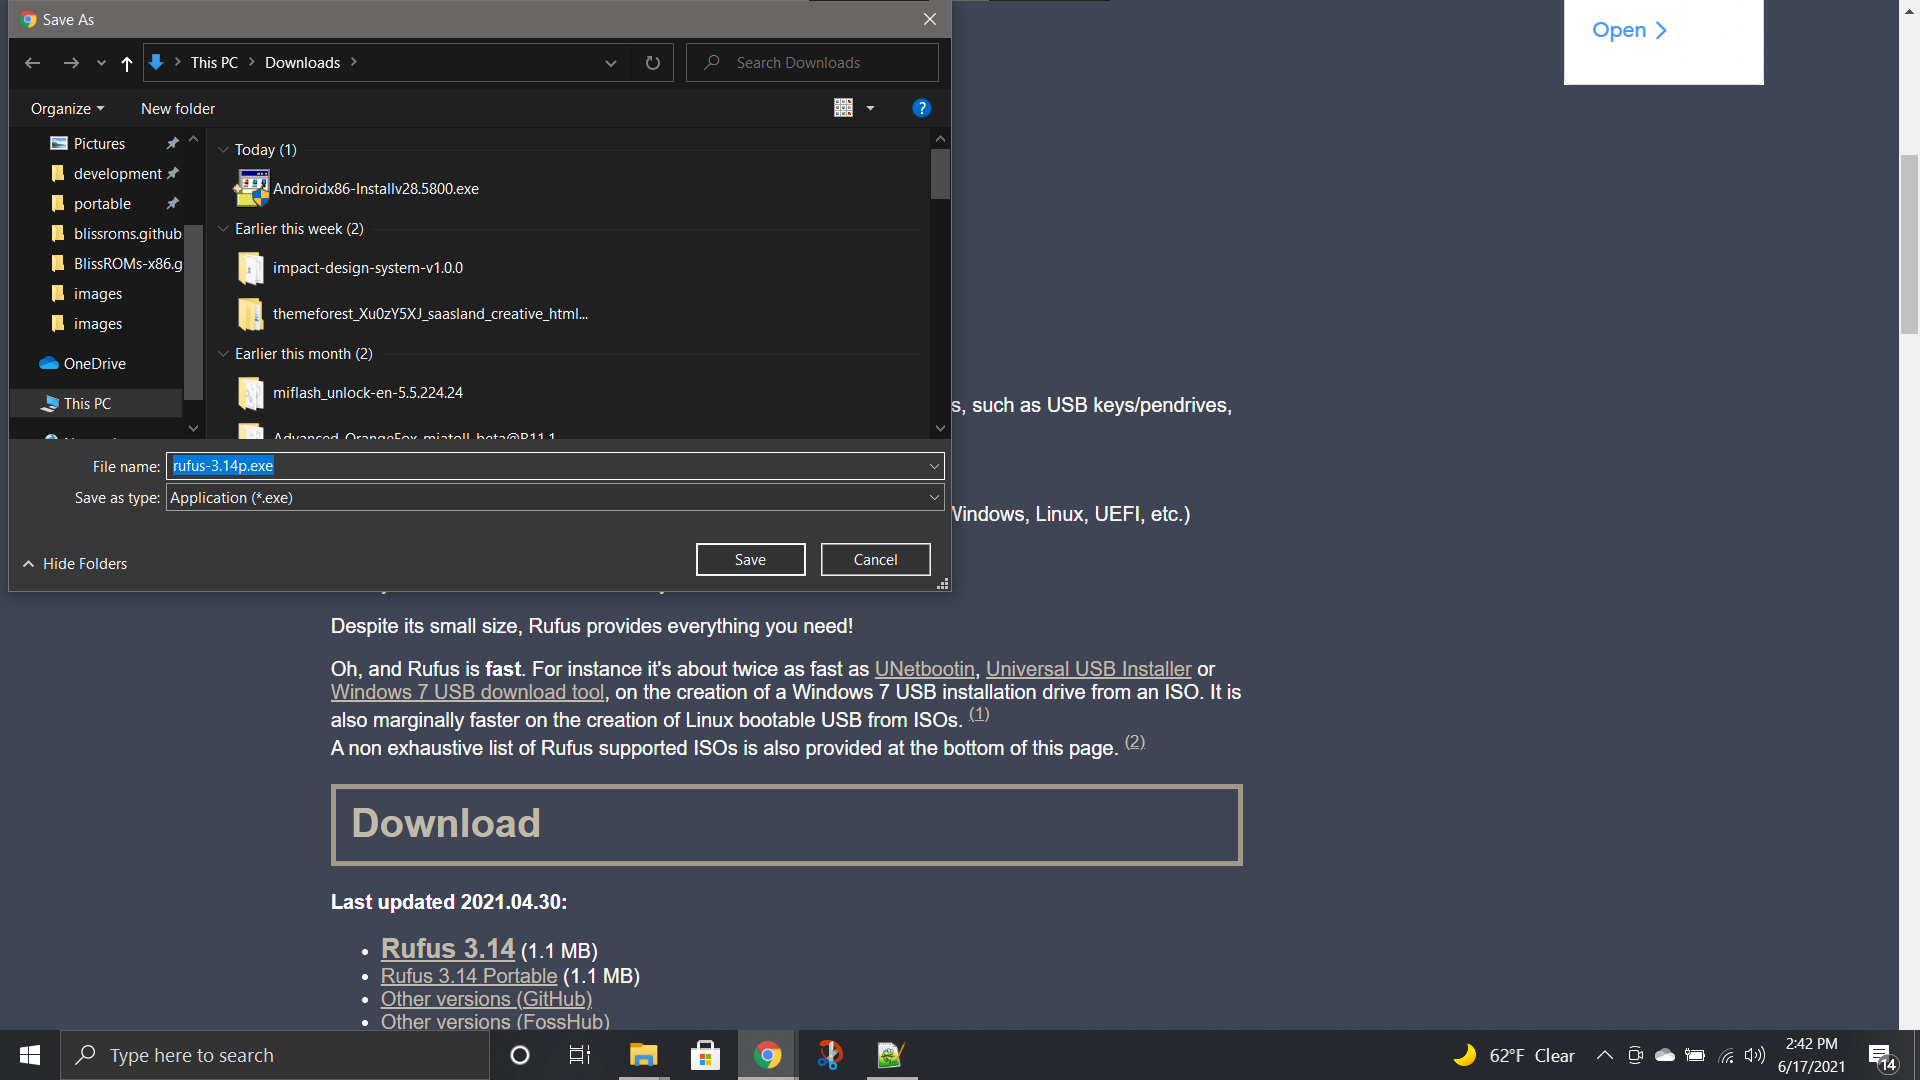 Save As
This PC
Downloads
Search Downloads
Organize
New folder
Pictures
development
portable
blissroms.github.
BlissROMs-x86.g
images
images
OneDrive
This PC
Today (1)
Androidx86-Installv28.5800.exe
Earlier this week (2)
impact-design-system-v1.0.0
themeforest_Xu0zY5XJ_saasland_creative_html...
Earlier this month (2)
miflash_unlock-en-5.5.224.24
Advanced_OrangeFox_miatoll_beta@R11.1
File name: rufus-3.14p.exe
Save as type: Application (*.exe)
Hide Folders
Save
Cancel
Open
s, such as USB keys/pendrives,
Windows, Linux, UEFI, etc.)
Despite its small size, Rufus provides everything you need!
Oh, and Rufus is fast. For instance it's about twice as fast as UNetbootin, Universal USB Installer or
Windows 7 USB download tool, on the creation of a Windows 7 USB installation drive from an ISO. It is
also marginally faster on the creation of Linux bootable USB from ISOs. (1)
A non exhaustive list of Rufus supported ISOs is also provided at the bottom of this page. (2)
Download
Last updated 2021.04.30:
Rufus 3.14 (1.1 MB)
Rufus 3.14 Portable (1.1 MB)
Other versions (GitHub)
Other versions (FossHub)
Type here to search
62°F Clear
2:42 PM
6/17/2021
14